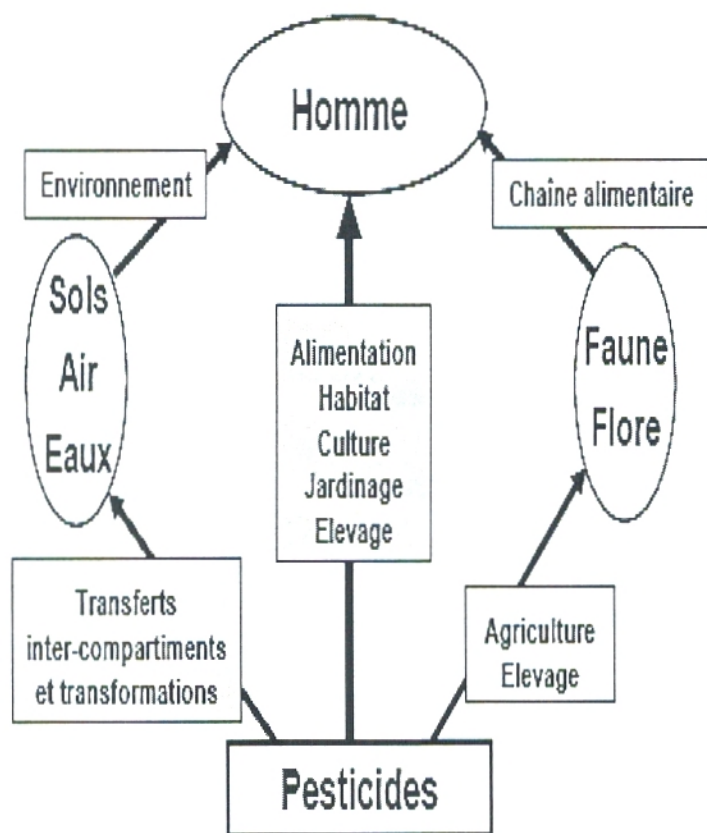 Homme
Environnement
Chaîne alimentaire
Sols
Air
Eaux
Alimentation
Habitat
Culture
Jardinage
Elevage
Faune
Flore
Transferts
inter-compartiments
et transformations
Agriculture
Elevage
Pesticides